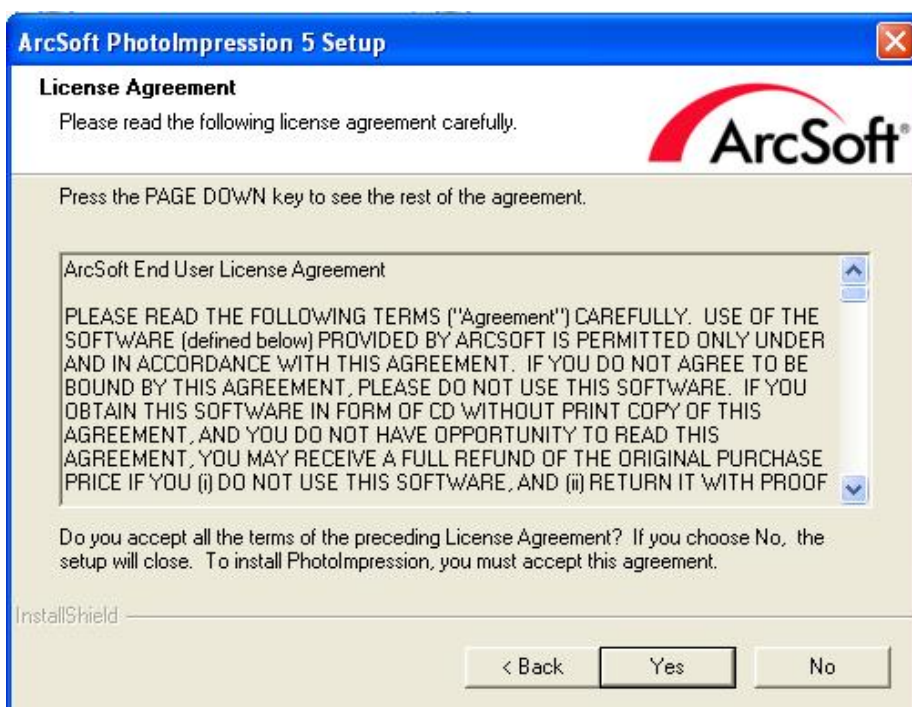 ArcSoft PhotoImpression 5 Setup
License Agreement
Please read the following license agreement carefully.
ArcSoft®
Press the PAGE DOWN key to see the rest of the agreement.
ArcSoft End User License Agreement
PLEASE READ THE FOLLOWING TERMS ("Agreement") CAREFULLY. USE OF THE
SOFTWARE (defined below) PROVIDED BY ARCSOFT IS PERMITTED ONLY UNDER
AND IN ACCORDANCE WITH THIS AGREEMENT. IF YOU DO NOT AGREE TO BE
BOUND BY THIS AGREEMENT, PLEASE DO NOT USE THIS SOFTWARE. IF YOU
OBTAIN THIS SOFTWARE IN FORM OF CD WITHOUT PRINT COPY OF THIS
AGREEMENT, AND YOU DO NOT HAVE OPPORTUNITY TO READ THIS
AGREEMENT, YOU MAY RECEIVE A FULL REFUND OF THE ORIGINAL PURCHASE
PRICE IF YOU (i) DO NOT USE THIS SOFTWARE, AND (ii) RETURN IT WITH PROOF
Do you accept all the terms of the preceding License Agreement? If you choose No, the
setup will close. To install PhotoImpression, you must accept this agreement.
InstallShield
< Back Yes No